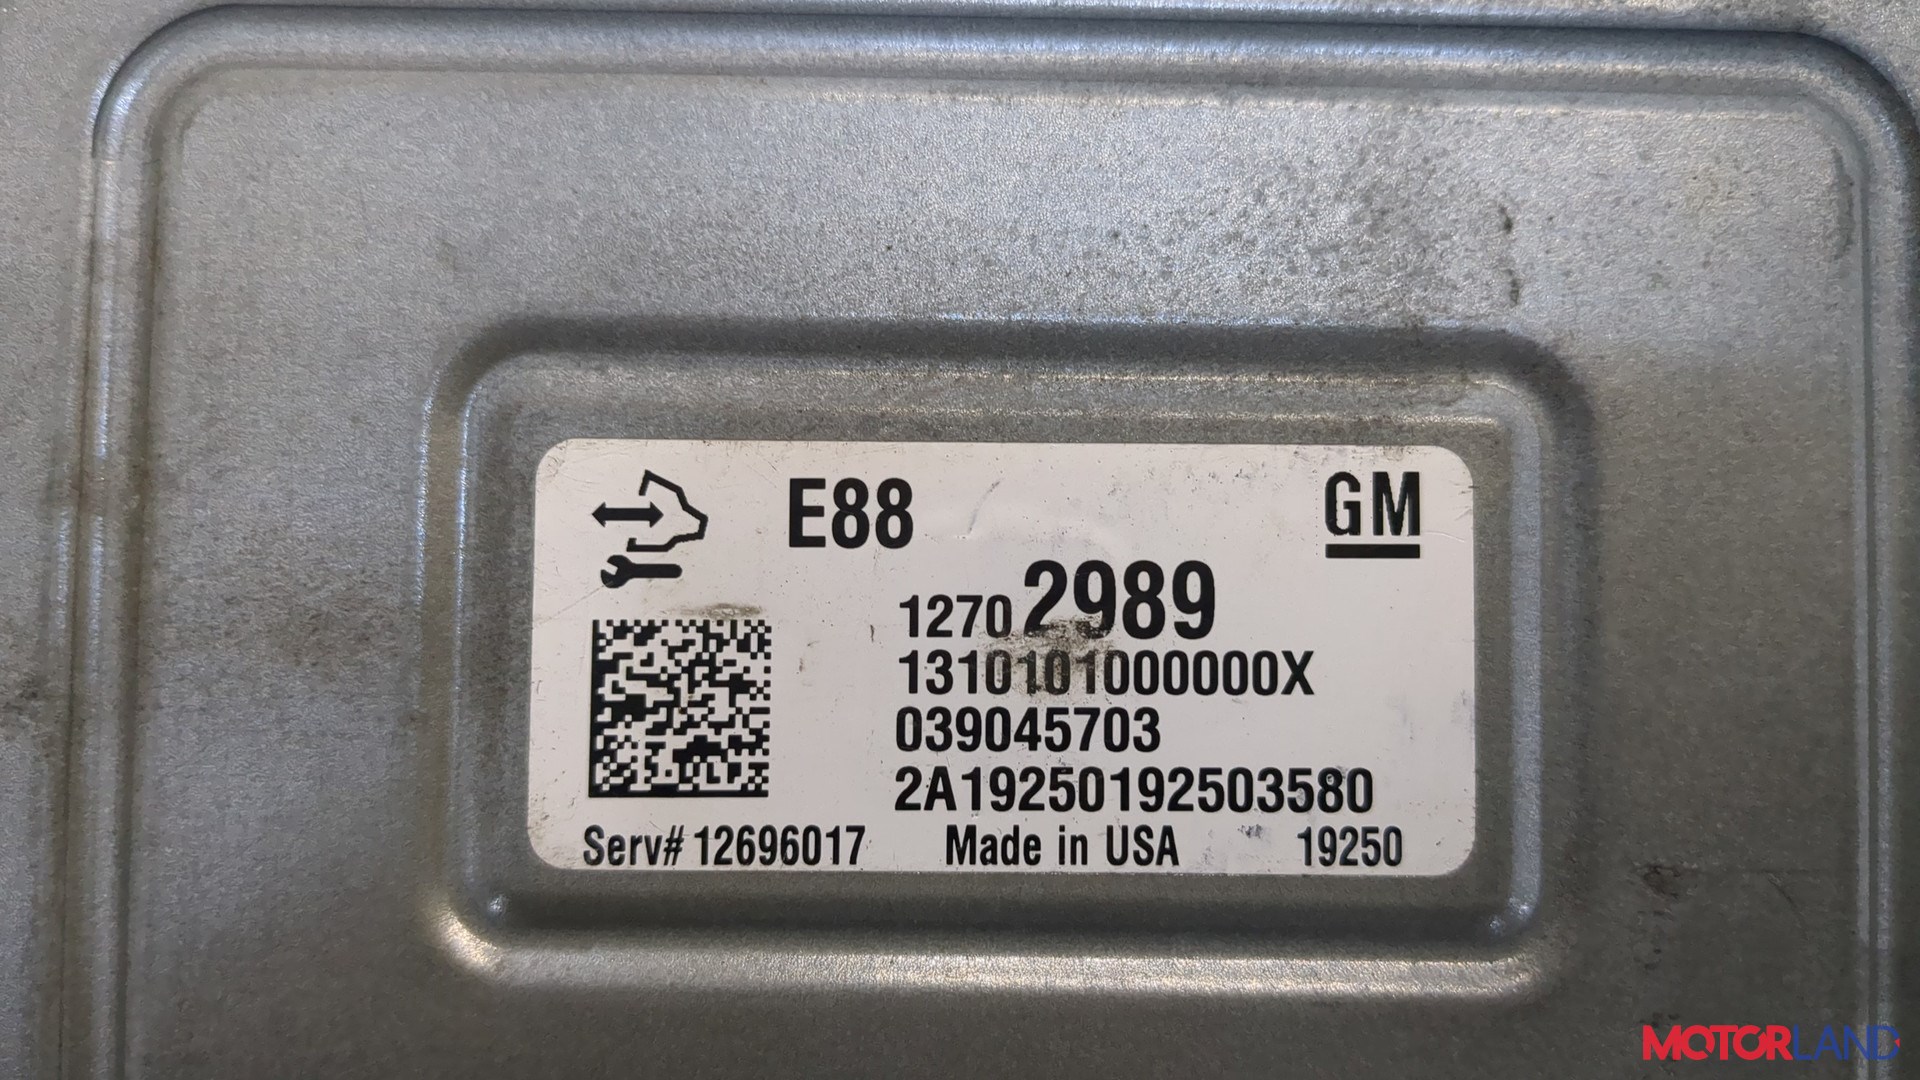 E88
GM
12702989
1310101000000X
039045703
2A19250192503580
Serv# 12696017 Made in USA 19250
MOTORLAND